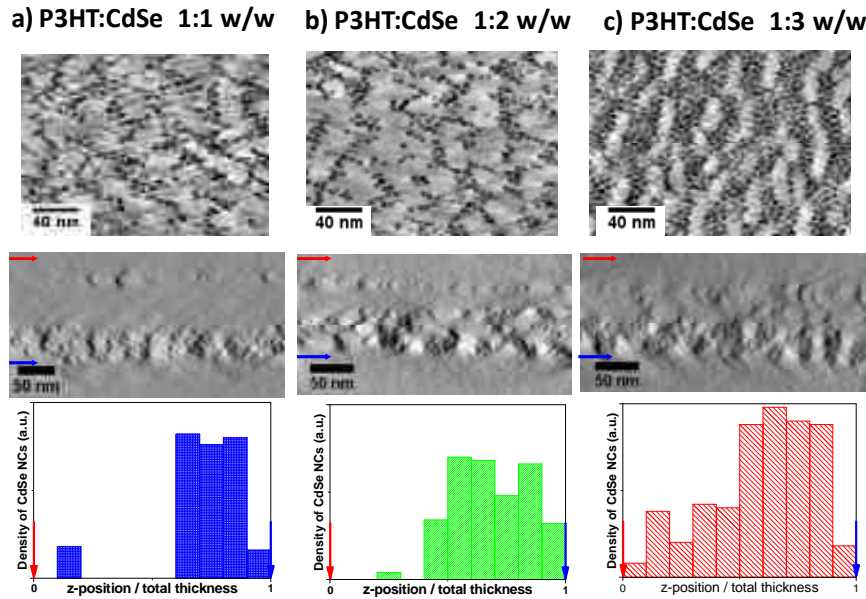 a) P3HT:CdSe 1:1 w/w
b) P3HT:CdSe 1:2 w/w
c) P3HT:CdSe 1:3 w/w
40 nm
40 nm
40 nm
50 nm
50 nm
50 nm
Density of CdSe NCs (a.u.)
0
1
z-position / total thickness
Density of CdSe NCs (a.u.)
0
1
z-position / total thickness
Density of CdSe NCs (a.u.)
0
1
z-position / total thickness